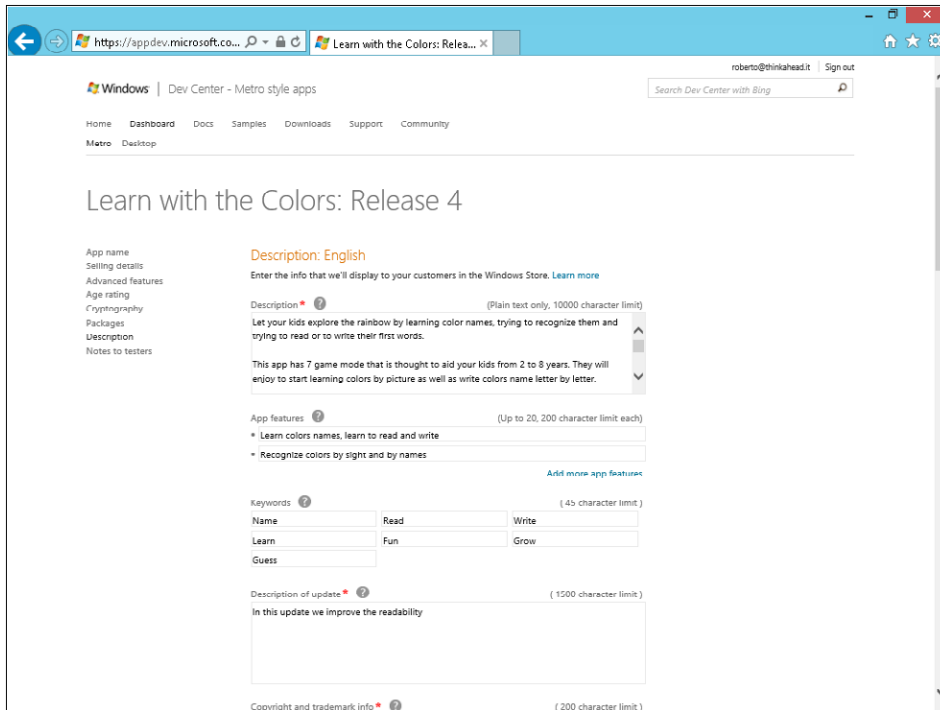 https://appdev.microsoft.co...
Learn with the Colors: Relea...
roberto@thinkahead.it Sign out
Windows | Dev Center - Metro style apps
Search Dev Center with Bing
Home Dashboard Docs Samples Downloads Support Community
Metro Desktop
Learn with the Colors: Release 4
App name
Selling details
Advanced features
Age rating
Cryptography
Packages
Description
Notes to testers
Description: English
Enter the info that we'll display to your customers in the Windows Store. Learn more
Description * (Plain text only, 10000 character limit)
Let your kids explore the rainbow by learning color names, trying to recognize them and
trying to read or to write their first words.
This app has 7 game mode that is thought to aid your kids from 2 to 8 years. They will
enjoy to start learning colors by picture as well as write colors name letter by letter.
App features (Up to 20, 200 character limit each)
Learn colors names, learn to read and write
Recognize colors by sight and by names
Add more app features
Keywords ( 45 character limit )
Name Read Write
Learn Fun Grow
Guess
Description of update * ( 1500 character limit )
In this update we improve the readability
Copyright and trademark info * ( 200 character limit )